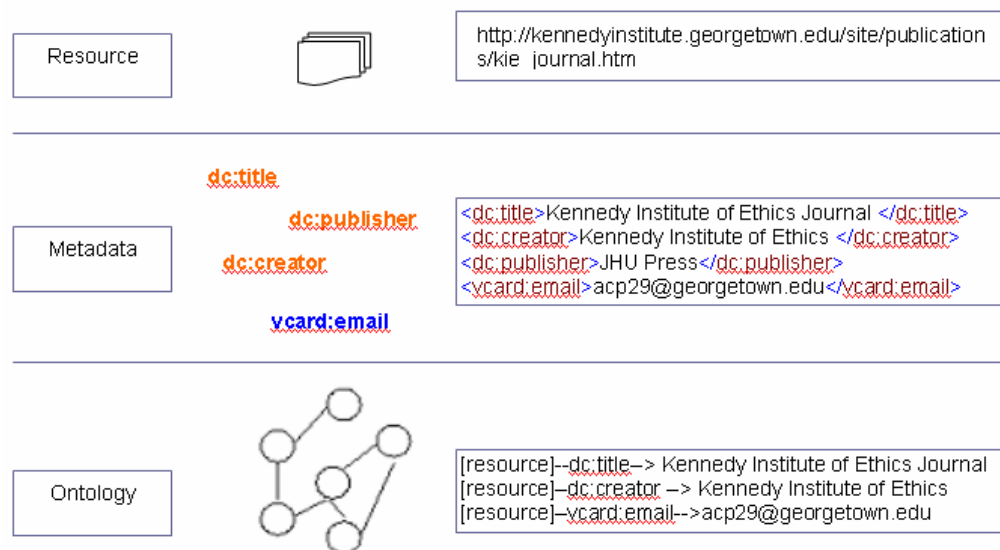 Resource
http://kennedyinstitute.georgetown.edu/site/publication
s/kie_journal.htm
dc:title
dc:publisher
dc:creator
vcard:email
Metadata
<dc:title>Kennedy Institute of Ethics Journal </dc:title>
<dc:creator>Kennedy Institute of Ethics </dc:creator>
<dc:publisher>JHU Press</dc:publisher>
<vcard:email>acp29@georgetown.edu</vcard:email>
Ontology
[resource]--dc:title–> Kennedy Institute of Ethics Journal
[resource]–dc:creator –> Kennedy Institute of Ethics
[resource]–vcard:email-->acp29@georgetown.edu